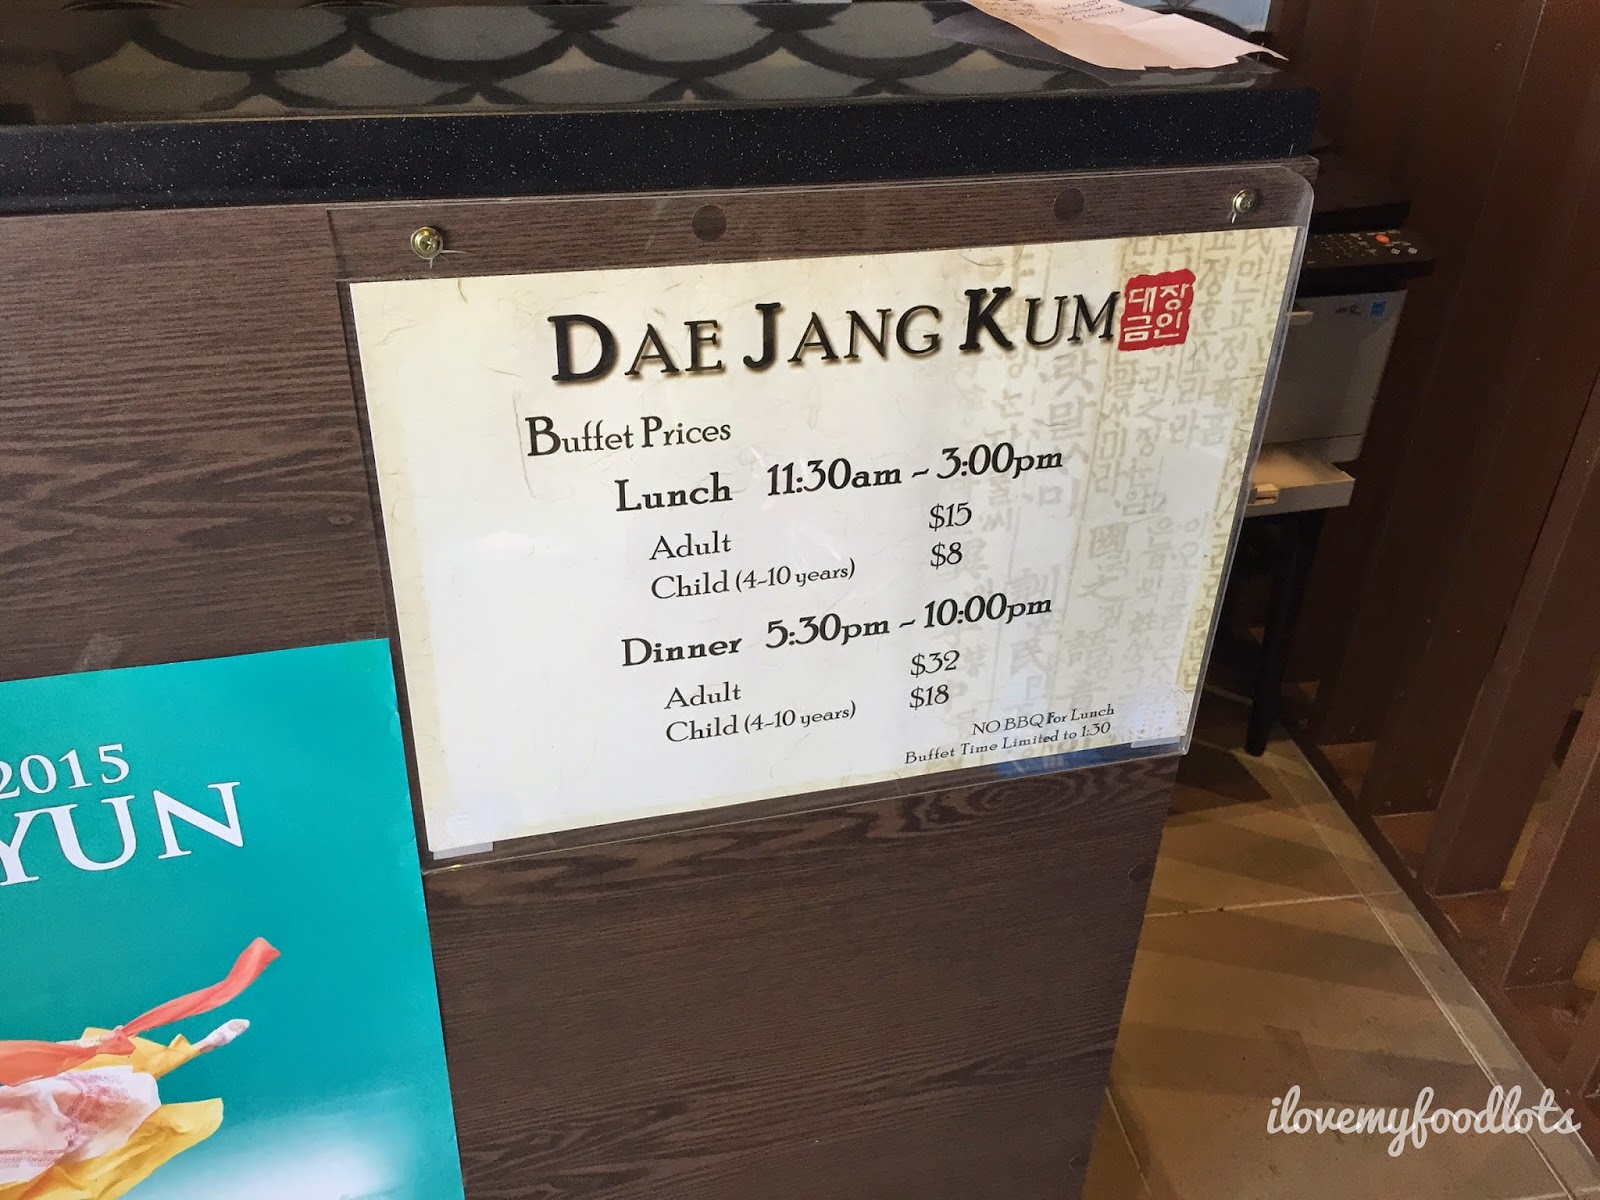 DAE JANG KUM
대장
금인
Buffet Prices
Lunch 11:30am ~ 3:00pm
Adult $15
Child (4-10 years) $8
Dinner 5:30pm ~ 10:00pm
Adult $32
Child (4-10 years) $18
NO BBQ For Lunch
Buffet Time Limited to 1:30
2015
YUN
ilovemyfoodlots